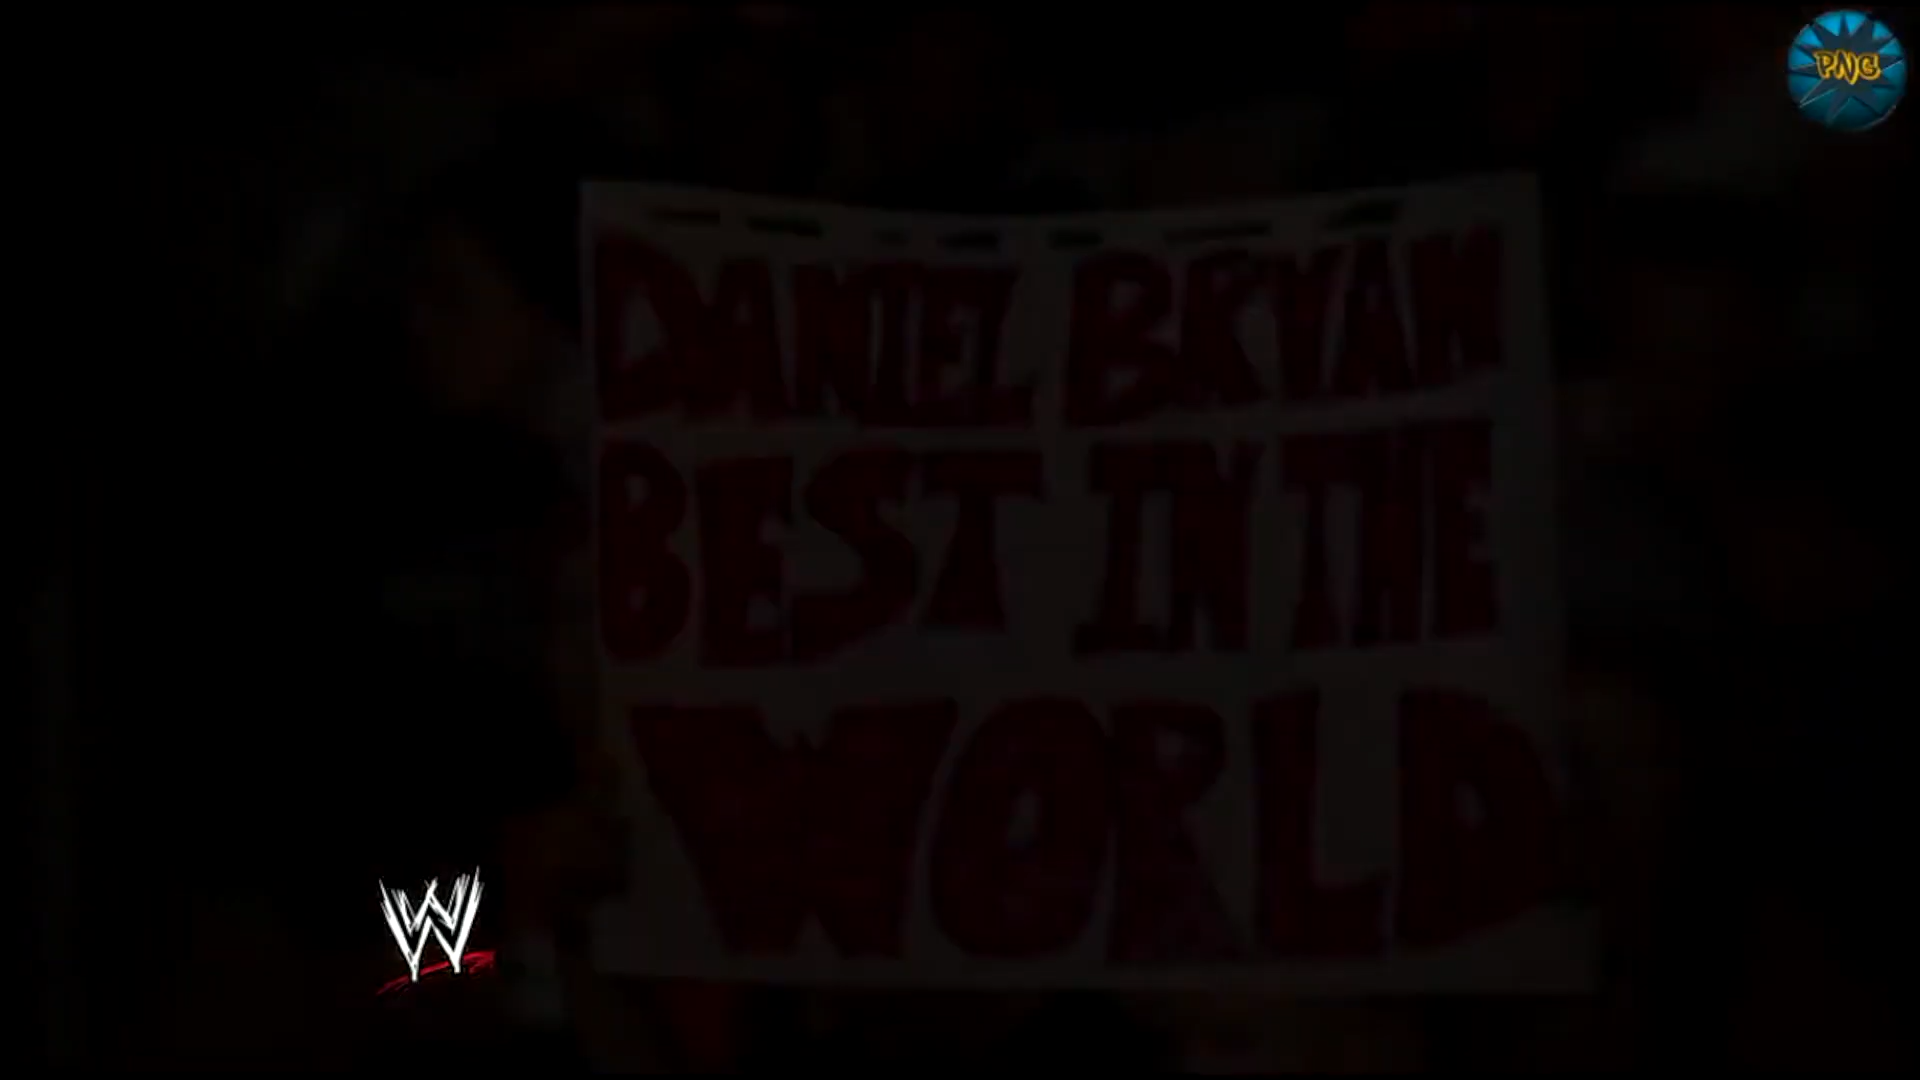 PNG
DANIEL BRYAN
BEST IN THE
WORLD
W